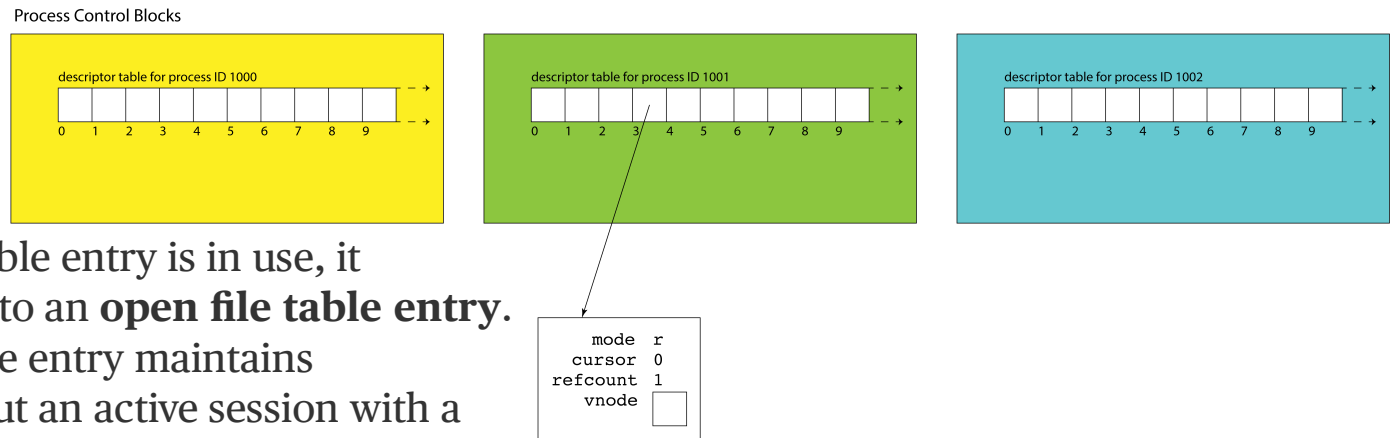 Process Control Blocks
descriptor table for process ID 1000
0 1 2 3 4 5 6 7 8 9
descriptor table for process ID 1001
0 1 2 3 4 5 6 7 8 9
descriptor table for process ID 1002
0 1 2 3 4 5 6 7 8 9
ble entry is in use, it
to an open file table entry.
e entry maintains
ut an active session with a
mode r
cursor 0
refcount 1
vnode